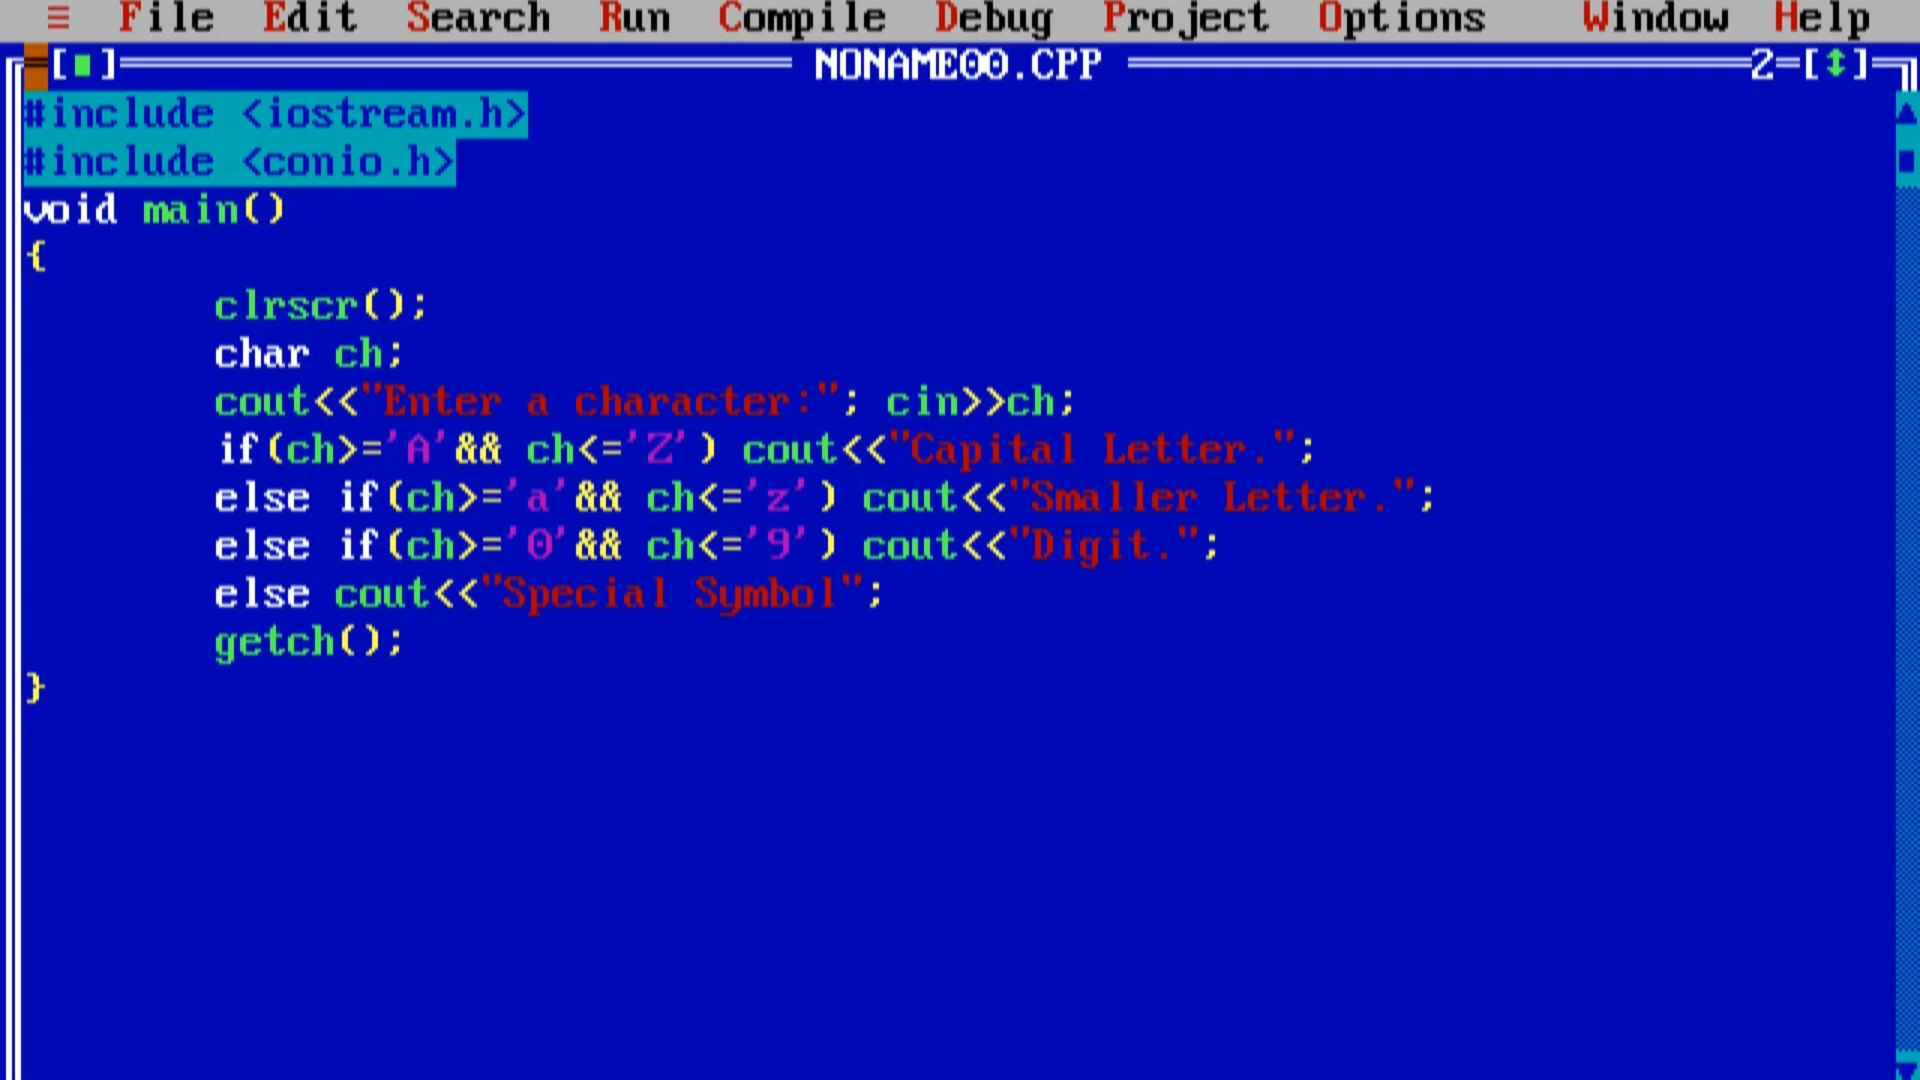 ≡ File Edit Search Run Compile Debug Project Options Window Help
[■] NONAME00.CPP 2=[↕]
#include <iostream.h>
#include <conio.h>
void main()
{
clrscr();
char ch;
cout<<"Enter a character:"; cin>>ch;
if(ch>='A'&& ch<='Z') cout<<"Capital Letter.";
else if(ch>='a'&& ch<='z') cout<<"Smaller Letter.";
else if(ch>='0'&& ch<='9') cout<<"Digit.";
else cout<<"Special Symbol";
getch();
}